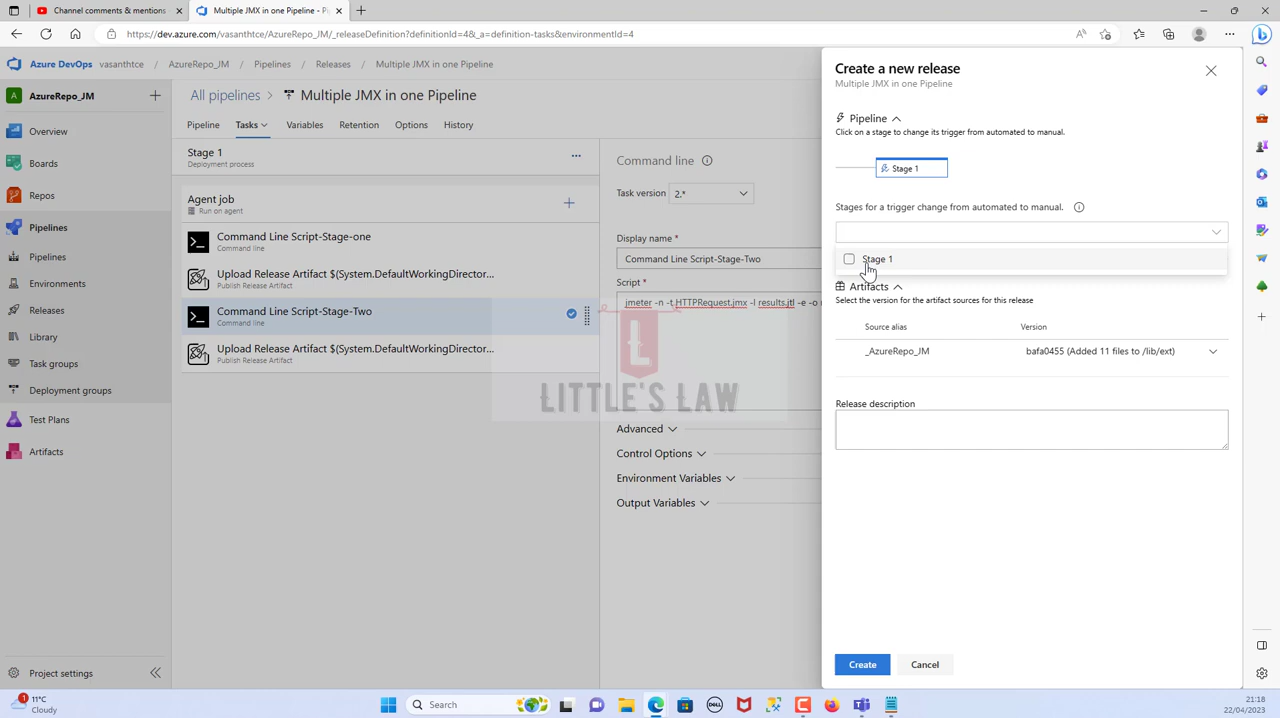 Channel comments & mentions
Multiple JMX in one Pipeline - Pi
https://dev.azure.com/vasanthtce/AzureRepo_JM/_releaseDefinition?definitionId=4&_a=definition-tasks&environmentId=4
Azure DevOps vasanthtce / AzureRepo_JM / Pipelines / Releases / Multiple JMX in one Pipeline
A AzureRepo_JM
Overview
Boards
Repos
Pipelines
Pipelines
Environments
Releases
Library
Task groups
Deployment groups
Test Plans
Artifacts
Project settings
All pipelines > Multiple JMX in one Pipeline
Pipeline Tasks Variables Retention Options History
Stage 1
Deployment process
Agent job
Run on agent
Command Line Script-Stage-one
Command line
Upload Release Artifact $(System.DefaultWorkingDirector...
Publish Release Artifact
Command Line Script-Stage-Two
Command line
Upload Release Artifact $(System.DefaultWorkingDirector...
Publish Release Artifact
Command line
Task version 2.*
Display name *
Command Line Script-Stage-Two
Script *
jmeter -n -t HTTPRequest.jmx -l results.jtl -e -o
L
LITTLE'S LAW
Advanced
Control Options
Environment Variables
Output Variables
Create a new release
Multiple JMX in one Pipeline
Pipeline
Click on a stage to change its trigger from automated to manual.
Stage 1
Stages for a trigger change from automated to manual.
Stage 1
Artifacts
Select the version for the artifact sources for this release
Source alias Version
_AzureRepo_JM bafa0455 (Added 11 files to /lib/ext)
Release description
Create Cancel
1
11°C
Cloudy
Search
DELL
21:18
22/04/2023